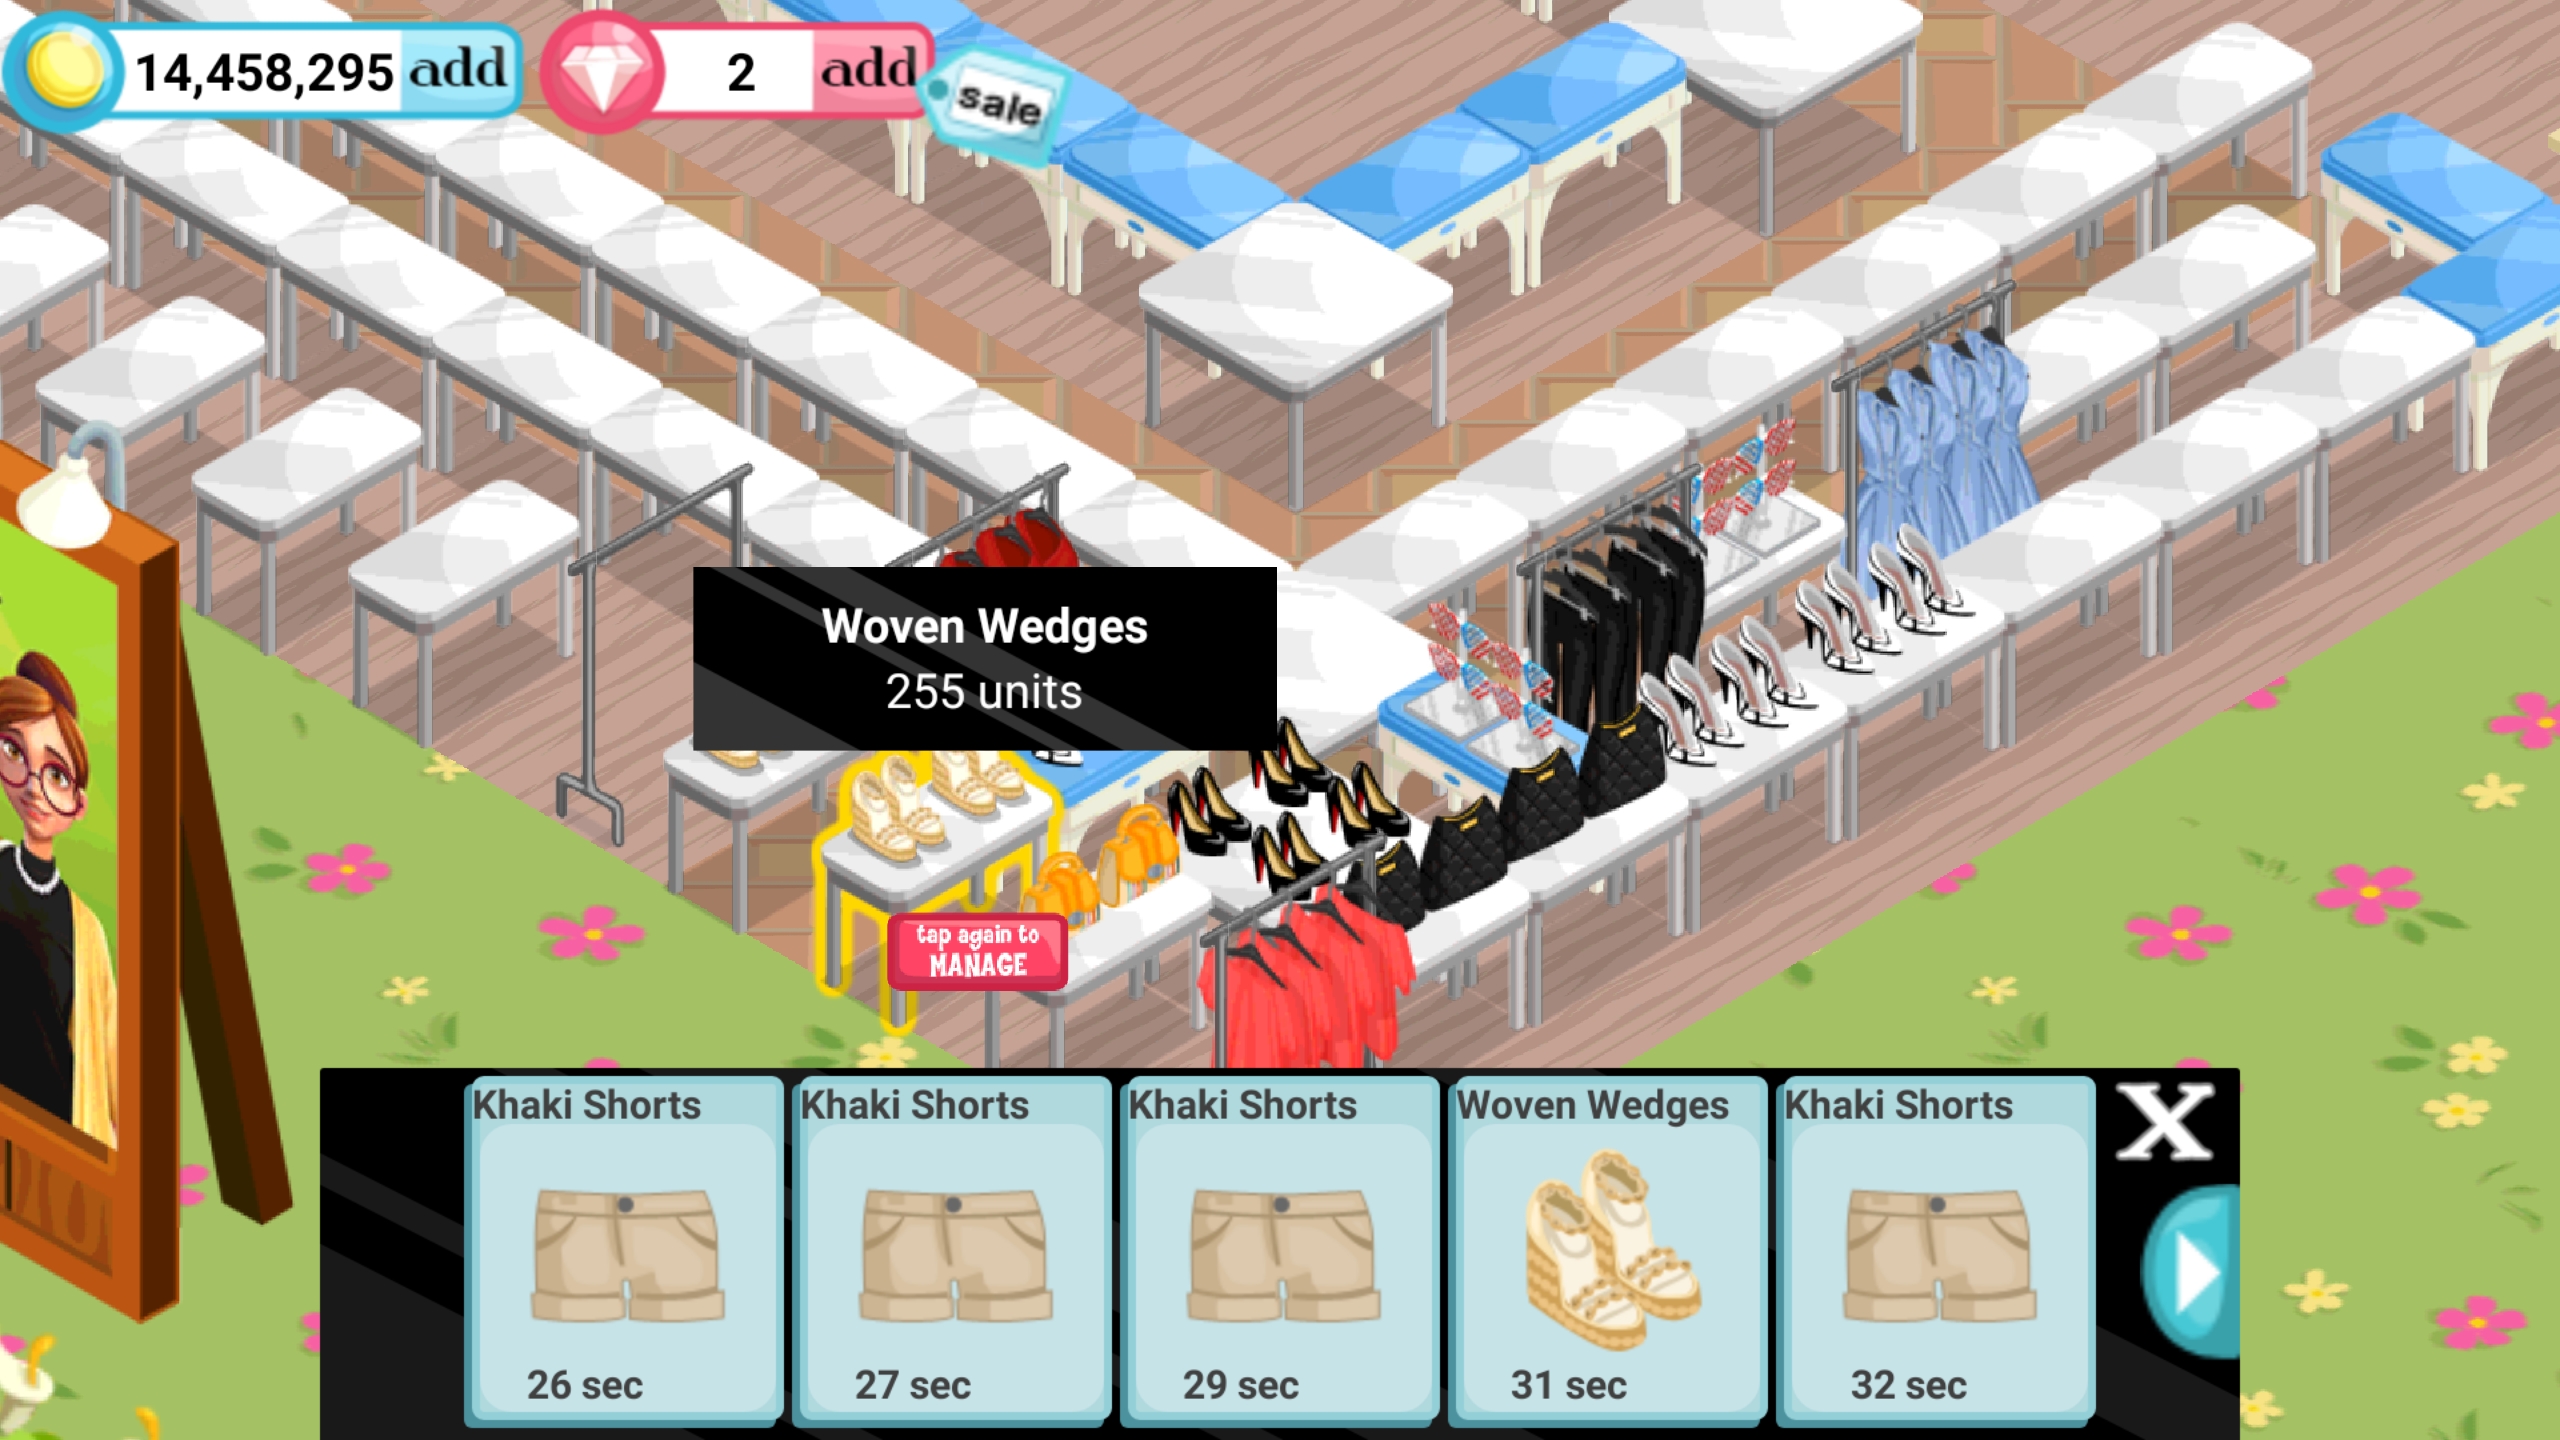 14,458,295 add
2 add
sale
Woven Wedges
255 units
tap again to
MANAGE
Khaki Shorts
26 sec
Khaki Shorts
27 sec
Khaki Shorts
29 sec
Woven Wedges
31 sec
Khaki Shorts
32 sec
X